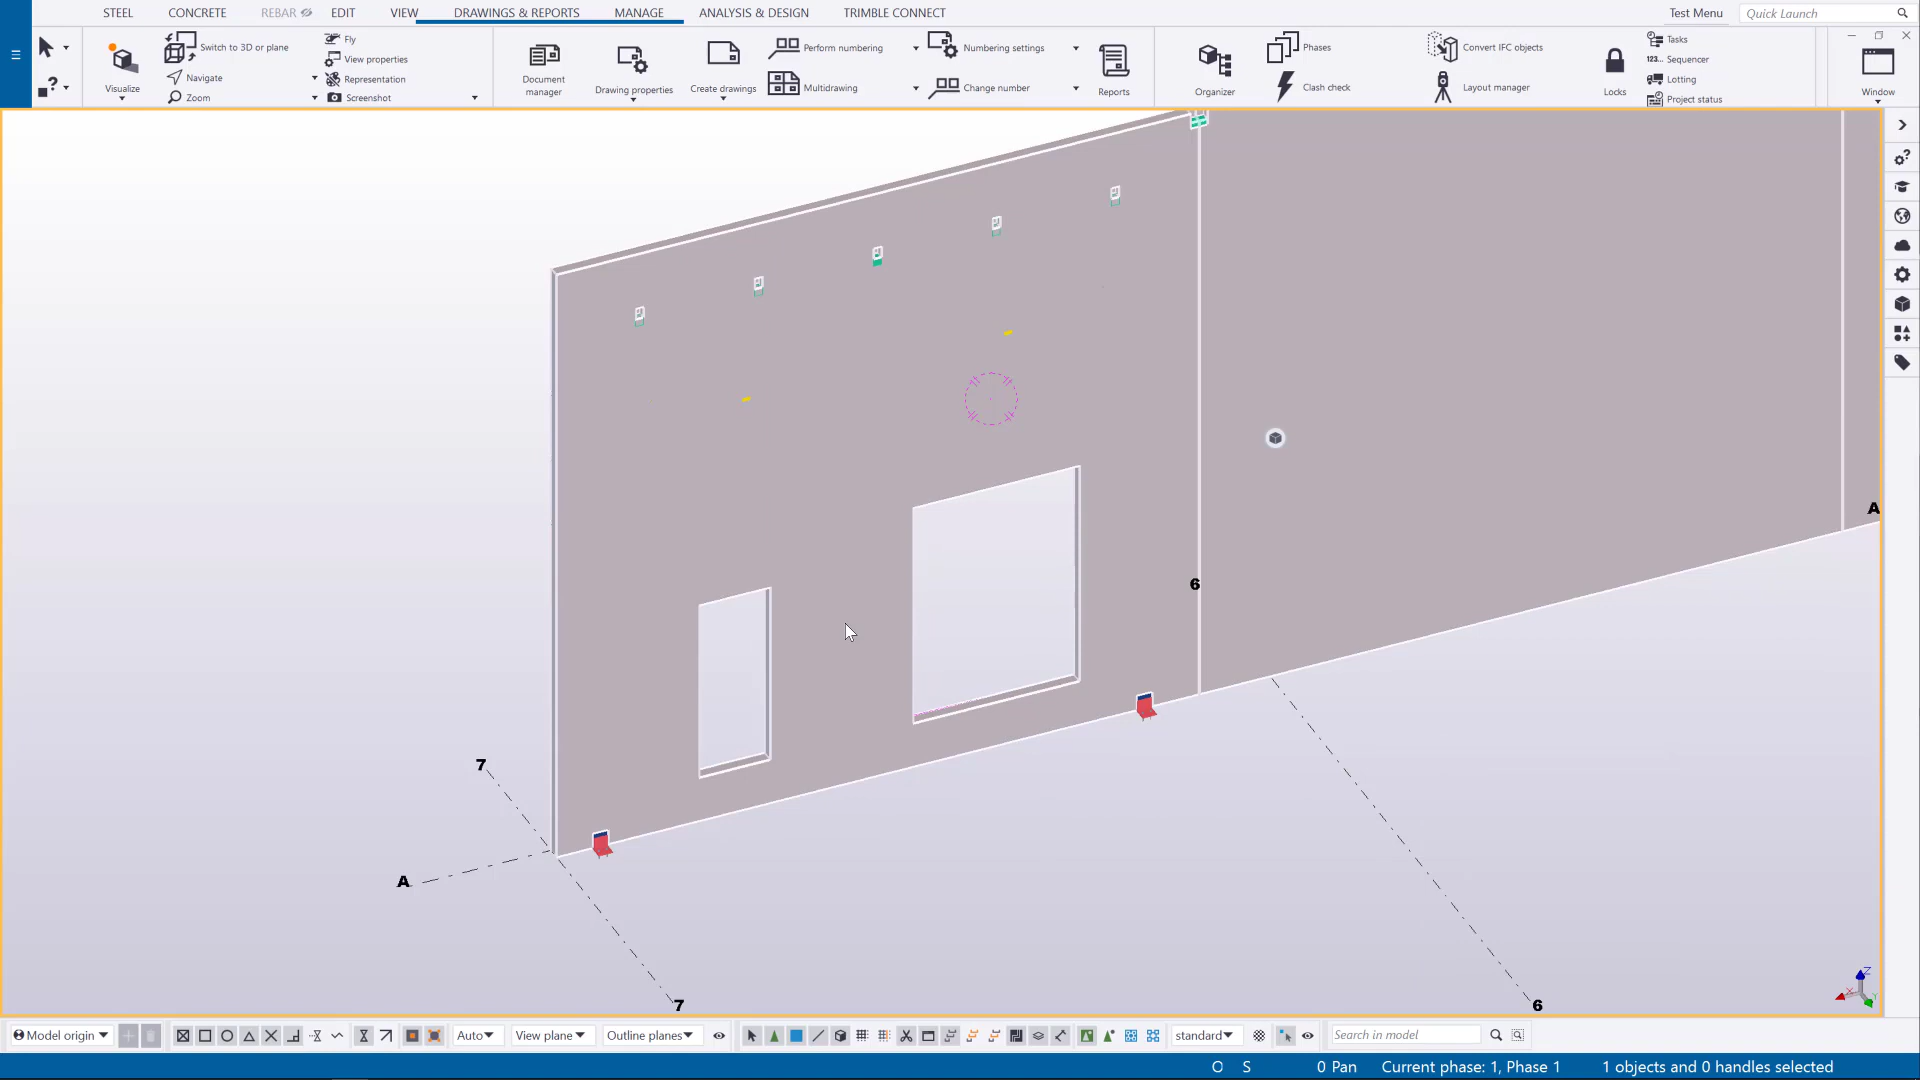 STEEL CONCRETE REBAR EDIT VIEW DRAWINGS & REPORTS MANAGE ANALYSIS & DESIGN TRIMBLE CONNECT Test Menu Quick Launch
Switch to 3D or plane
Navigate
Zoom
Visualize
Fly
View properties
Representation
Screenshot
Document
manager
Drawing properties
Create drawings
Perform numbering
Multidrawing
Numbering settings
Change number
Reports
Organizer
Phases
Clash check
Convert IFC objects
Layout manager
Locks
Tasks
123... Sequencer
Lotting
Project status
Window
A
6
7
A
7
6
Z
Model origin Auto View plane Outline planes standard Search in model
O S 0 Pan Current phase: 1, Phase 1 1 objects and 0 handles selected